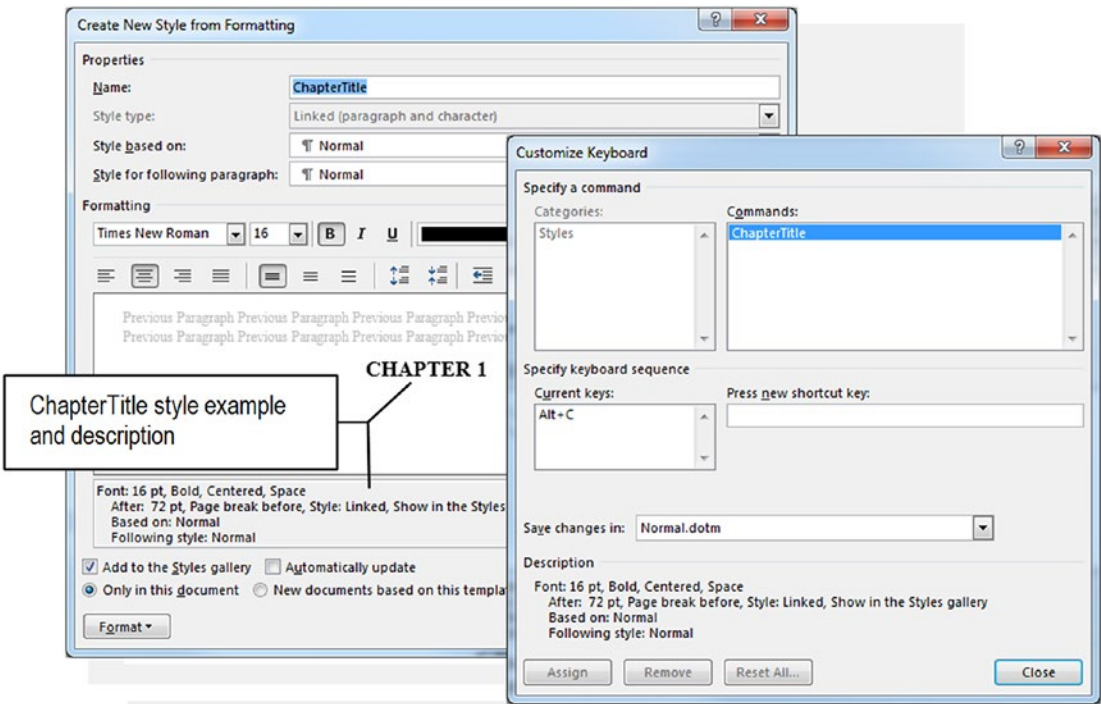 Create New Style from Formatting
Properties
Name: ChapterTitle
Style type: Linked (paragraph and character)
Style based on: ¶ Normal
Style for following paragraph: ¶ Normal
Formatting
Times New Roman 16 B I U
Previous Paragraph Previous Paragraph Previous Paragraph
Previous Paragraph Previous Paragraph Previous Paragraph
CHAPTER 1
ChapterTitle style example
and description
Font: 16 pt, Bold, Centered, Space
After: 72 pt, Page break before, Style: Linked, Show in the Styles
Based on: Normal
Following style: Normal
Add to the Styles gallery Automatically update
Only in this document New documents based on this
Format
Customize Keyboard
Specify a command
Categories: Commands:
Styles ChapterTitle
Specify keyboard sequence
Current keys: Press new shortcut key:
Alt+C
Save changes in: Normal.dotm
Description
Font: 16 pt, Bold, Centered, Space
After: 72 pt, Page break before, Style: Linked, Show in the Styles gallery
Based on: Normal
Following style: Normal
Assign Remove Reset All... Close